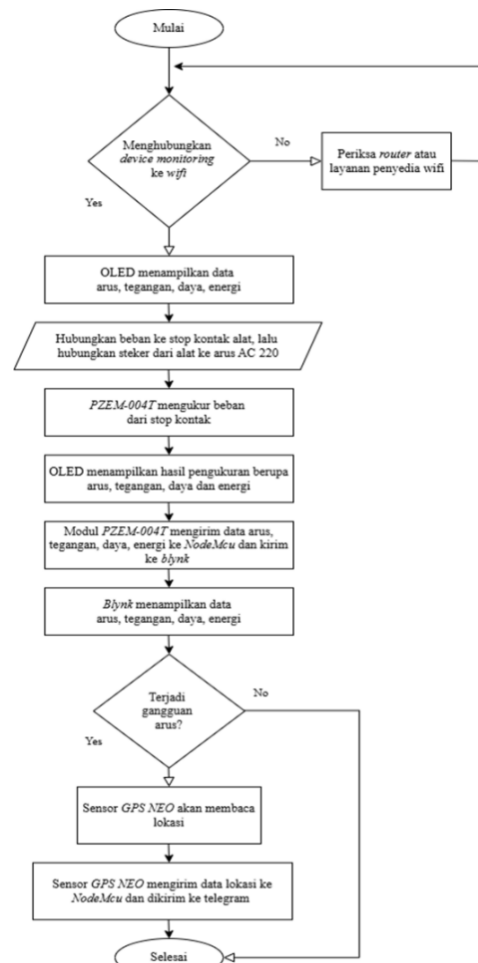 Mulai
Menghubungkan
device monitoring
ke wifi
No
Periksa router atau
layanan penyedia wifi
Yes
OLED menampilkan data
arus, tegangan, daya, energi
Hubungkan beban ke stop kontak alat, lalu
hubungkan steker dari alat ke arus AC 220
PZEM-004T mengukur beban
dari stop kontak
OLED menampilkan hasil pengukuran berupa
arus, tegangan, daya dan energi
Modul PZEM-004T mengirim data arus,
tegangan, daya, energi ke NodeMcu dan kirim
ke blynk
Blynk menampilkan data
arus, tegangan, daya, energi
Terjadi
gangguan
arus?
No
Yes
Sensor GPS NEO akan membaca
lokasi
Sensor GPS NEO mengirim data lokasi ke
NodeMcu dan dikirim ke telegram
Selesai